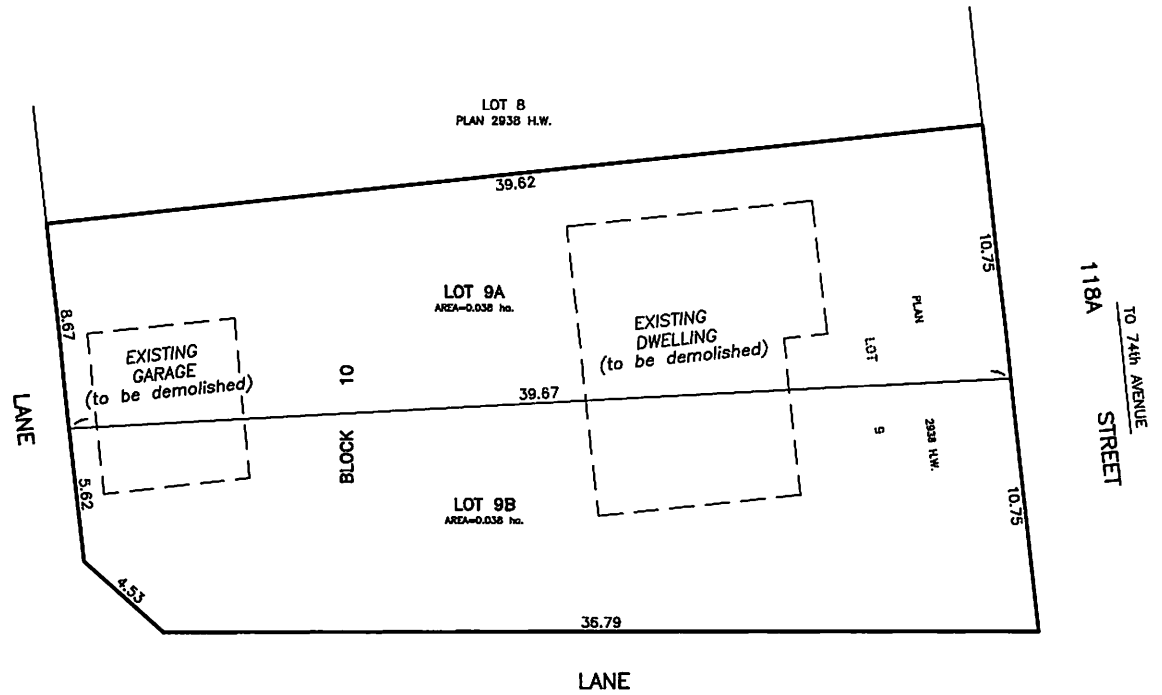 LOT 8
PLAN 2938 H.W.
39.62
10.75
118A STREET
TO 74th AVENUE
8.67
LOT 9A
AREA=0.038 ha.
EXISTING
GARAGE
(to be demolished)
EXISTING
DWELLING
(to be demolished)
PLAN
2938 H.W.
LOT 9
BLOCK 10
39.67
LANE
5.62
LOT 9B
AREA=0.038 ha.
10.75
4.53
36.79
LANE